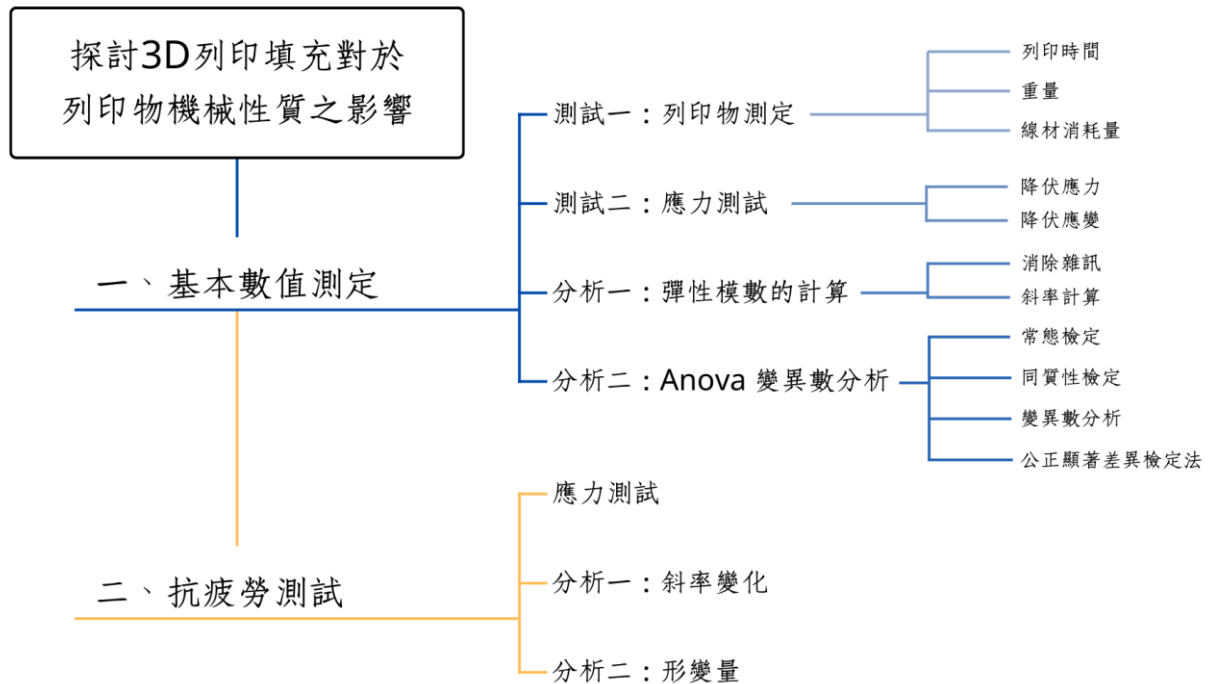 探討3D列印填充對於
列印物機械性質之影響
一、基本數值測定
測試一：列印物測定
列印時間
重量
線材消耗量
測試二：應力測試
降伏應力
降伏應變
分析一：彈性模數的計算
消除雜訊
斜率計算
分析二：Anova 變異數分析
常態檢定
同質性檢定
變異數分析
公正顯著差異檢定法
二、抗疲勞測試
應力測試
分析一：斜率變化
分析二：形變量